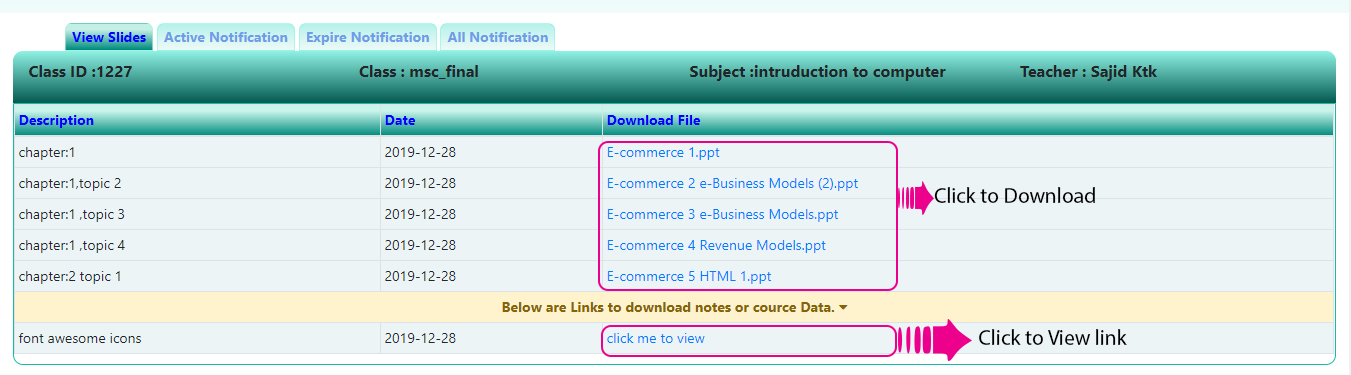 View Slides Active Notification Expire Notification All Notification
Class ID :1227 Class : msc_final Subject :intruduction to computer Teacher : Sajid Ktk
Description Date Download File
chapter:1 2019-12-28 E-commerce 1.ppt
chapter:1,topic 2 2019-12-28 E-commerce 2 e-Business Models (2).ppt Click to Download
chapter:1 ,topic 3 2019-12-28 E-commerce 3 e-Business Models.ppt
chapter:1 ,topic 4 2019-12-28 E-commerce 4 Revenue Models.ppt
chapter:2 topic 1 2019-12-28 E-commerce 5 HTML 1.ppt
Below are Links to download notes or cource Data.
font awesome icons 2019-12-28 click me to view Click to View link